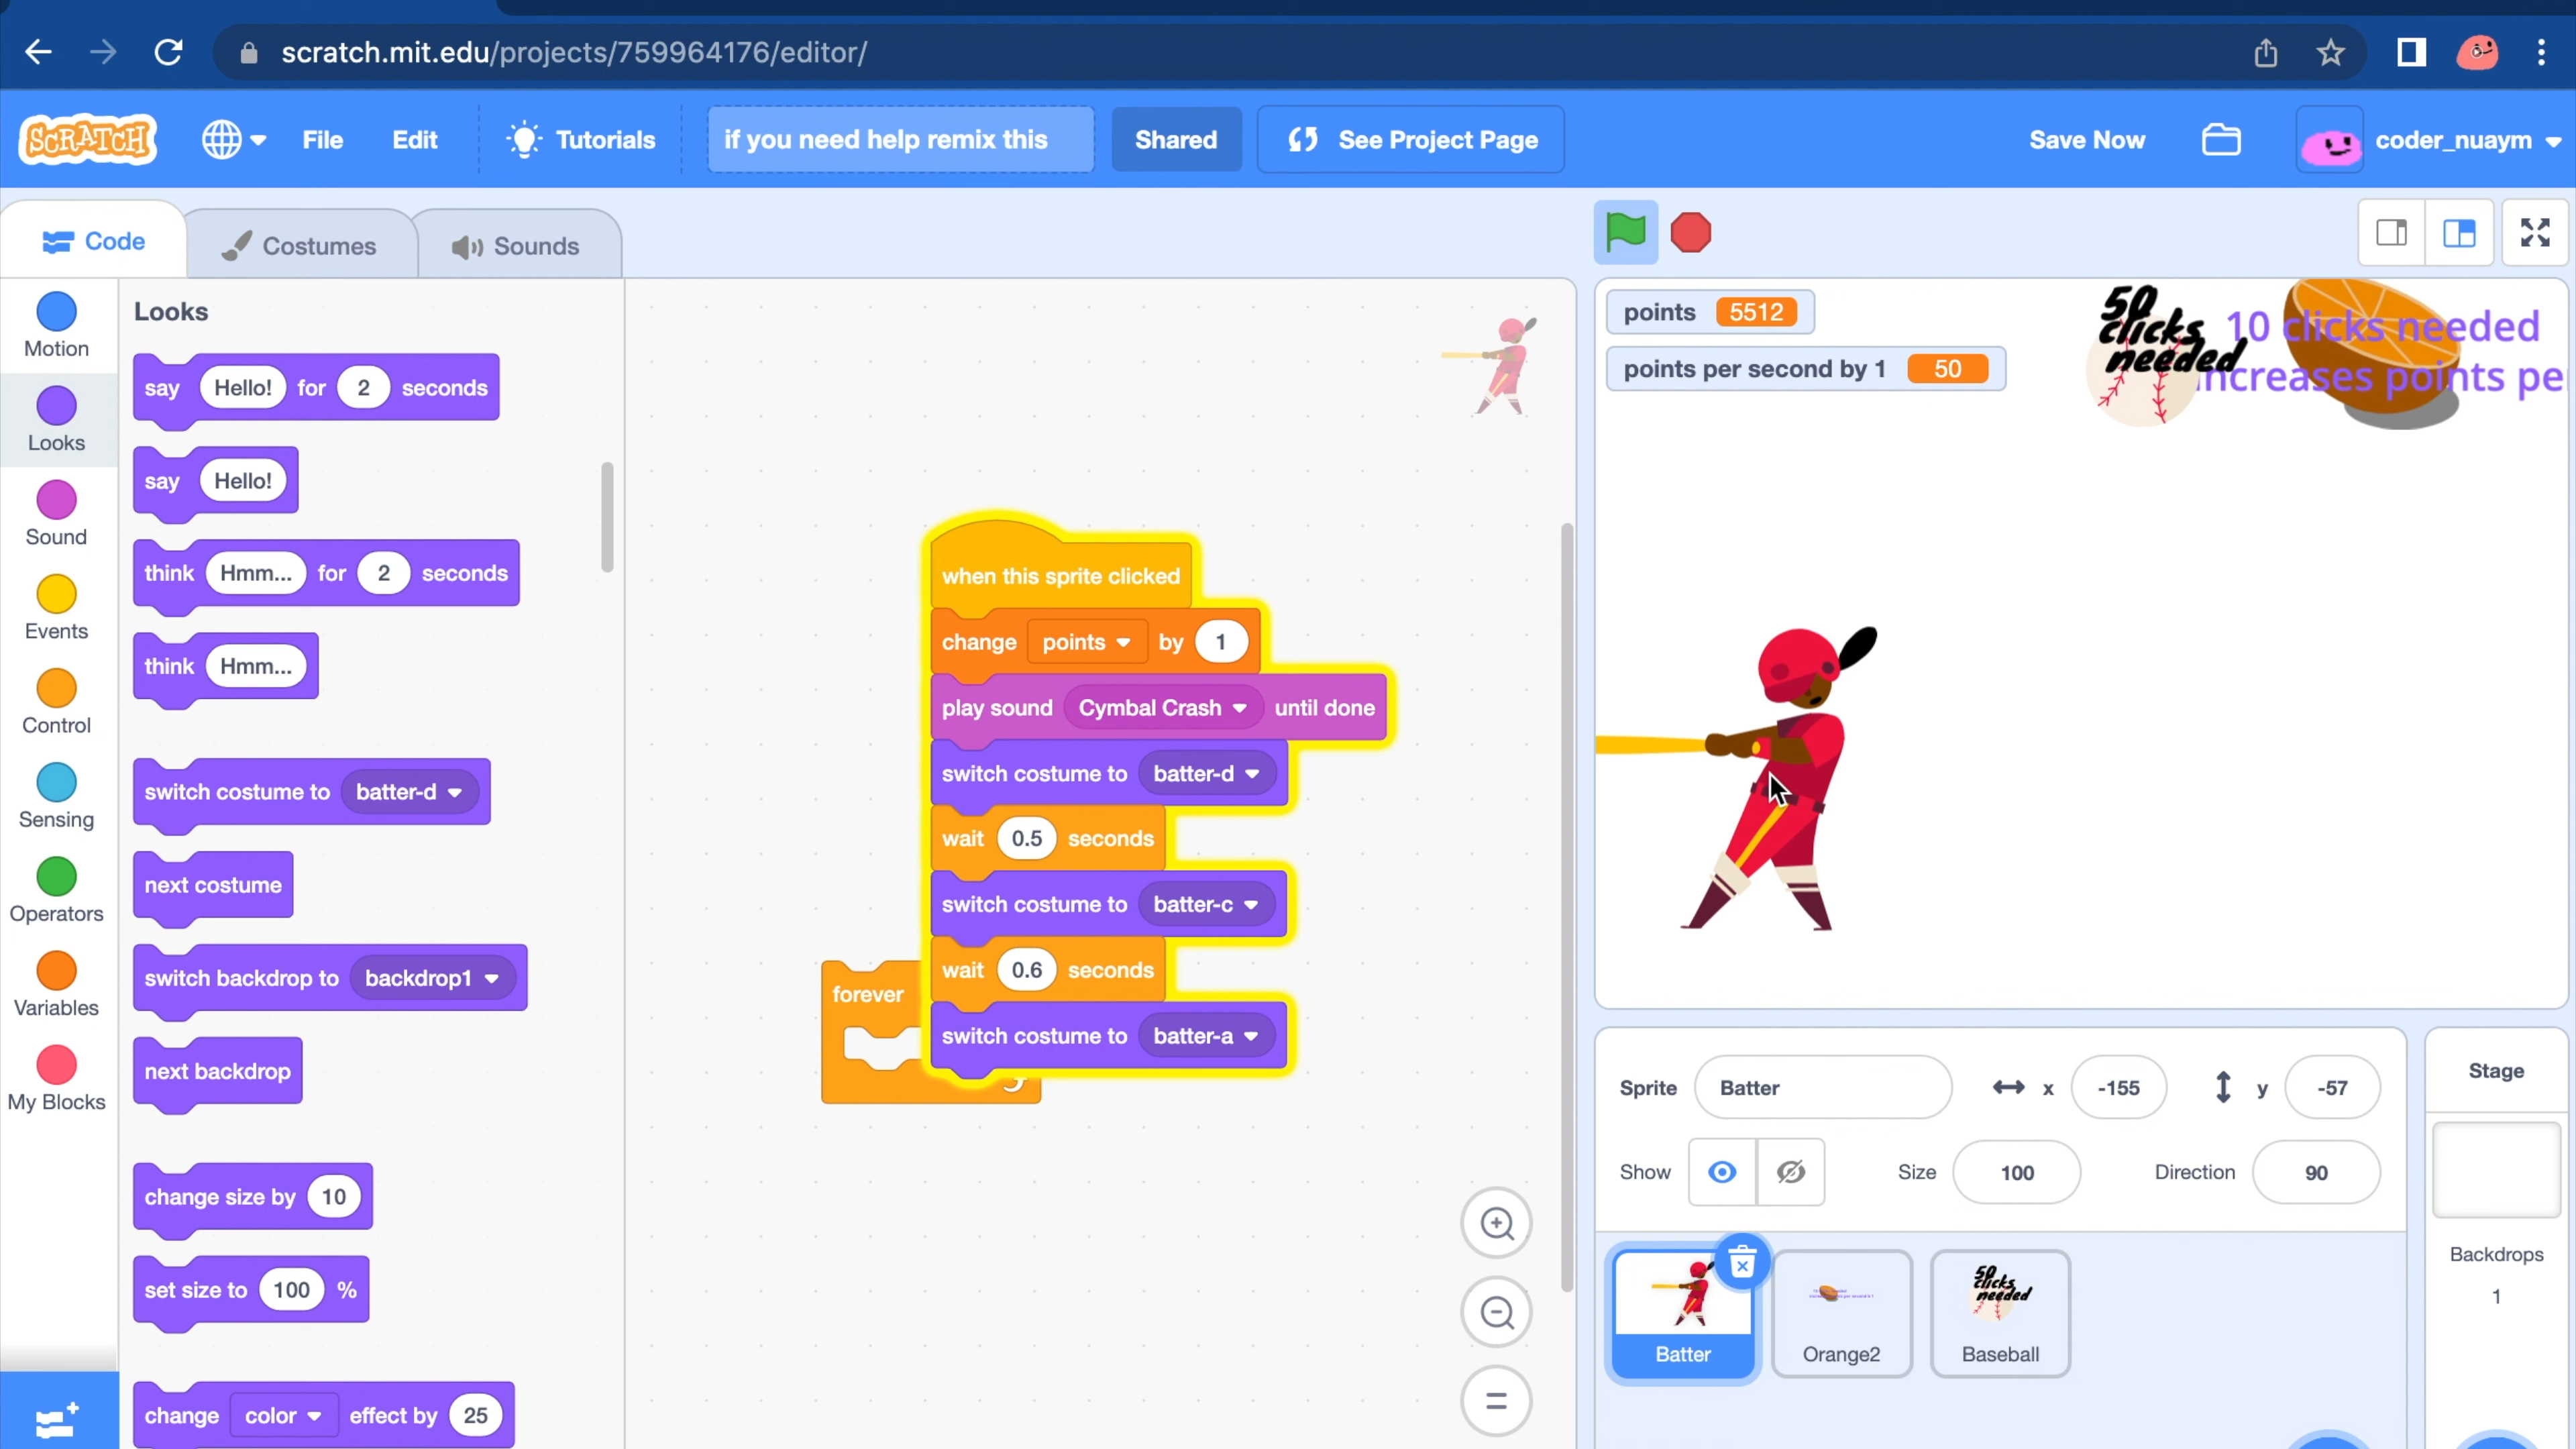 scratch.mit.edu/projects/759964176/editor/
SCRATCH File Edit Tutorials if you need help remix this Shared See Project Page Save Now coder_nuaym
Code Costumes Sounds
Motion
Looks
Sound
Events
Control
Sensing
Operators
Variables
My Blocks
Looks
say Hello! for 2 seconds
say Hello!
think Hmm... for 2 seconds
think Hmm...
switch costume to batter-d
next costume
switch backdrop to backdrop1
next backdrop
change size by 10
set size to 100 %
change color effect by 25
when this sprite clicked
change points by 1
play sound Cymbal Crash until done
switch costume to batter-d
wait 0.5 seconds
switch costume to batter-c
wait 0.6 seconds
switch costume to batter-a
forever
points 5512
points per second by 1 50
50
clicks
needed
10 clicks needed
increases points pe
Sprite Batter x -155 y -57
Show Size 100 Direction 90
Batter
Orange2
50
clicks
needed
Baseball
Stage
Backdrops
1